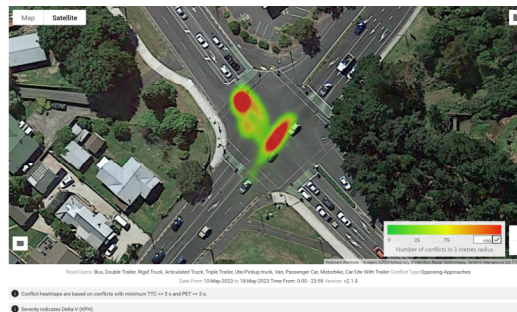 Map Satellite
0 25 75 >100
Number of conflicts in 3 metres radius
Road Users: Bus, Double Trailer, Rigid Truck, Articulated Truck, Triple Trailer, Ute/Pickup truck, Van, Passenger Car, Motorbike, Car/Ute With Trailer Conflict Type: Opposing Approaches
Date From: 10-May-2023 to 18-May-2023 Time From: 0:00 - 23:59 Version: v2.1.0
Conflict heatmaps are based on conflicts with minimum TTC <= 3 s and PET <= 3 s.
Severity indicates Delta-V (KPH).